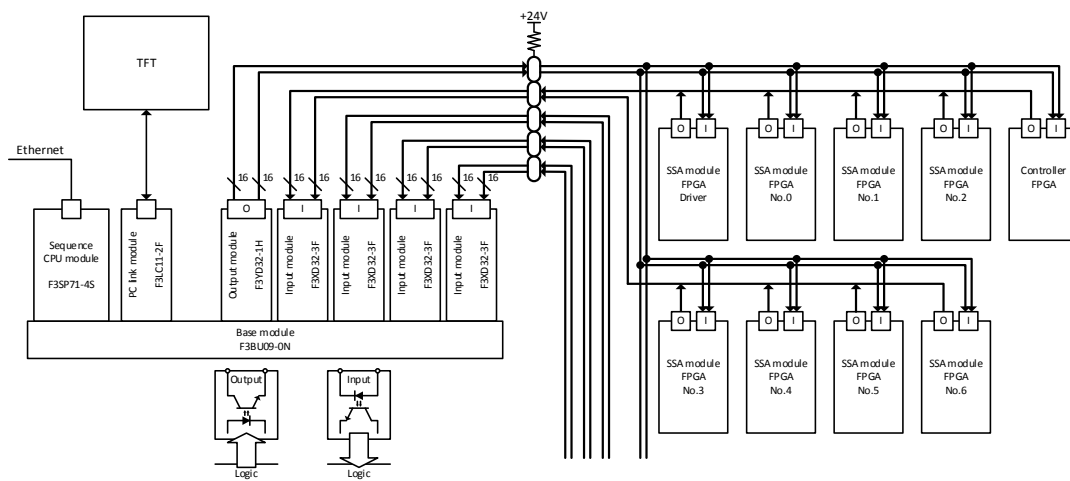 +24V
TFT
Ethernet
16
16
16
16
16
16
16
16
16
16
O
I
I
I
I
Sequence
CPU module
F3SP71-4S
PC link module
F3LC11-2F
Output module
F3YD32-1H
Input module
F3XD32-3F
Input module
F3XD32-3F
Input module
F3XD32-3F
Input module
F3XD32-3F
Base module
F3BU09-0N
Output
Logic
Input
Logic
O
I
SSA module
FPGA
Driver
O
I
SSA module
FPGA
No.0
O
I
SSA module
FPGA
No.1
O
I
SSA module
FPGA
No.2
O
I
Controller
FPGA
O
I
SSA module
FPGA
No.3
O
I
SSA module
FPGA
No.4
O
I
SSA module
FPGA
No.5
O
I
SSA module
FPGA
No.6